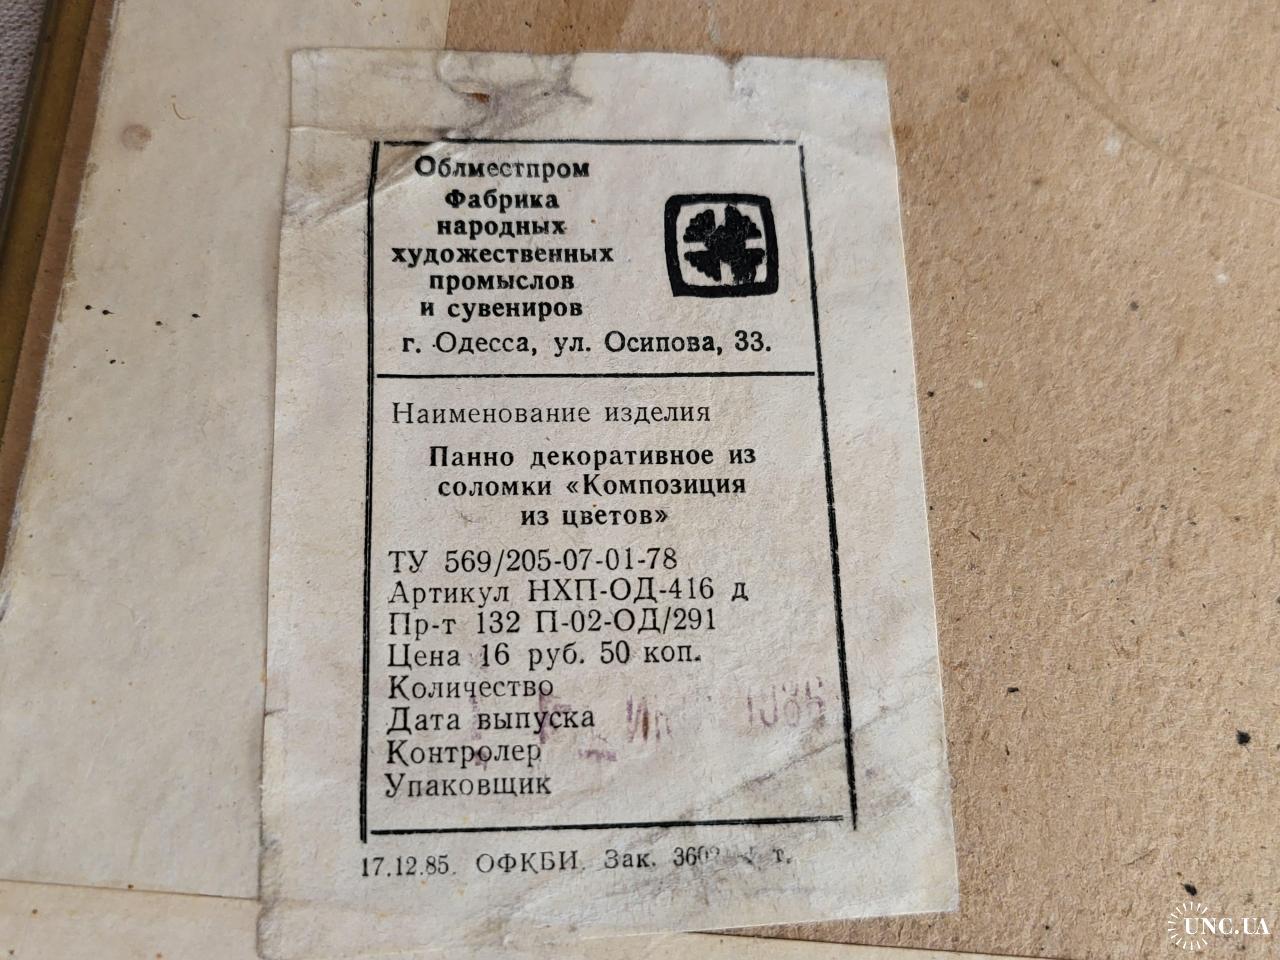 Облместпром
Фабрика
народных
художественных
промыслов
и сувениров
г. Одесса, ул. Осипова, 33.
Наименование изделия
Панно декоративное из
соломки «Композиция
из цветов»
ТУ 569/205-07-01-78
Артикул НХП-ОД-416 д
Пр-т 132 П-02-ОД/291
Цена 16 руб. 50 коп.
Количество
Дата выпуска
Контролер
Упаковщик
17.12.85. ОФКБИ. Зак. т.
UNC.UA